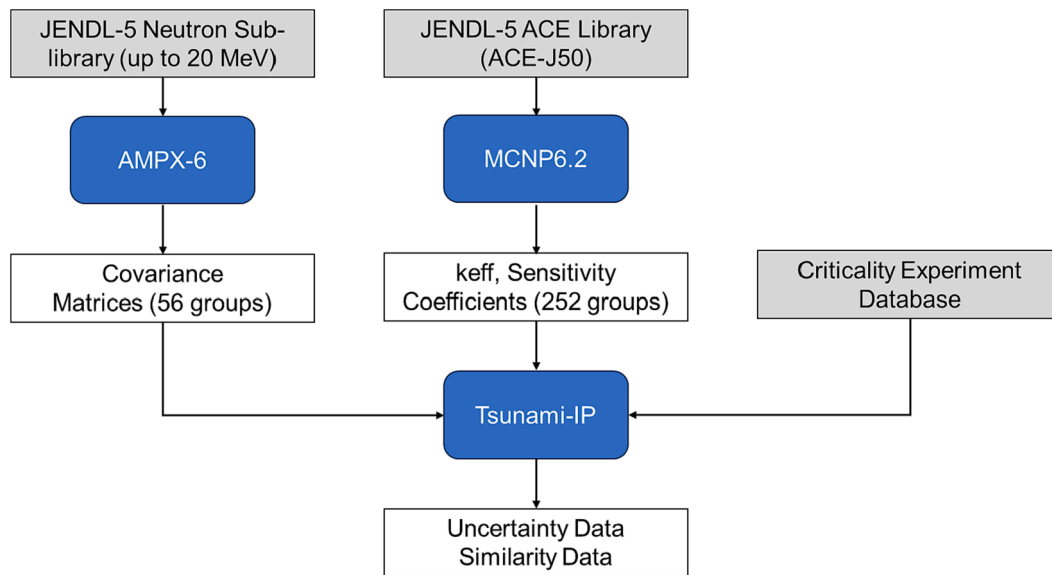 JENDL-5 Neutron Sub-
library (up to 20 MeV)
JENDL-5 ACE Library
(ACE-J50)
AMPX-6
MCNP6.2
Covariance
Matrices (56 groups)
keff, Sensitivity
Coefficients (252 groups)
Criticality Experiment
Database
Tsunami-IP
Uncertainty Data
Similarity Data